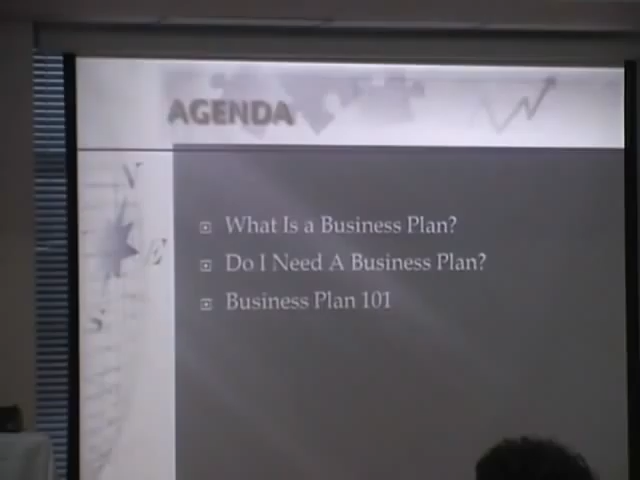 AGENDA
What Is a Business Plan?
Do I Need A Business Plan?
Business Plan 101
N
E
S